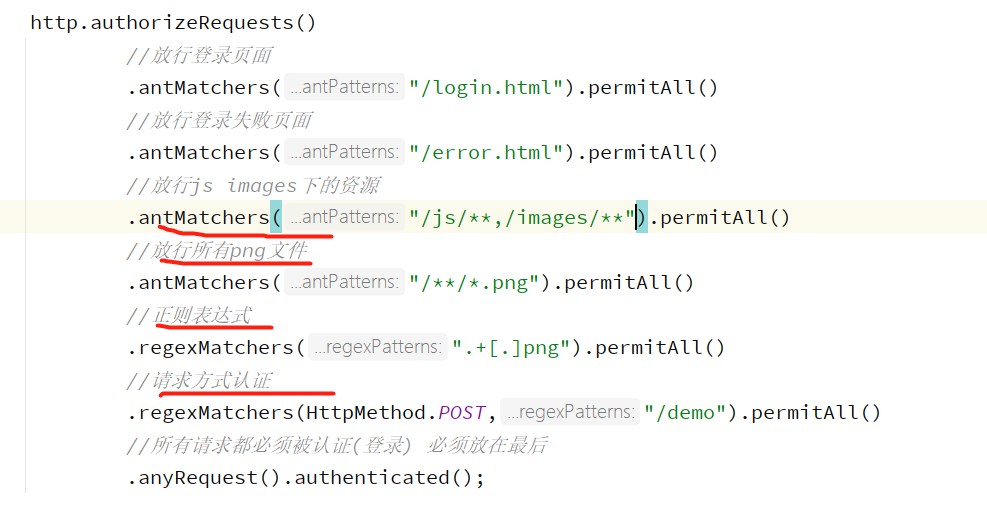 http.authorizeRequests()
//放行登录页面
.antMatchers( ...antPatterns: "/login.html").permitAll()
//放行登录失败页面
.antMatchers( ...antPatterns: "/error.html").permitAll()
//放行js images下的资源
.antMatchers( ...antPatterns: "/js/**,/images/**").permitAll()
//放行所有png文件
.antMatchers( ...antPatterns: "/**/*.png").permitAll()
//正则表达式
.regexMatchers( ...regexPatterns: ".+[.]png").permitAll()
//请求方式认证
.regexMatchers(HttpMethod.POST, ...regexPatterns: "/demo").permitAll()
//所有请求都必须被认证(登录) 必须放在最后
.anyRequest().authenticated();